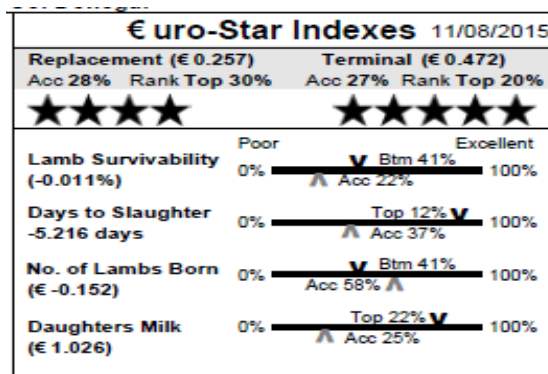 € uro-Star Indexes 11/08/2015
Replacement (€ 0.257) Terminal (€ 0.472)
Acc 28% Rank Top 30% Acc 27% Rank Top 20%
Poor Excellent
Lamb Survivability 0% Btm 41% 100%
(-0.011%) Acc 22%
Days to Slaughter 0% Top 12% 100%
-5.216 days Acc 37%
No. of Lambs Born 0% Btm 41% 100%
(€ -0.152) Acc 58%
Daughters Milk 0% Top 22% 100%
(€ 1.026) Acc 25%